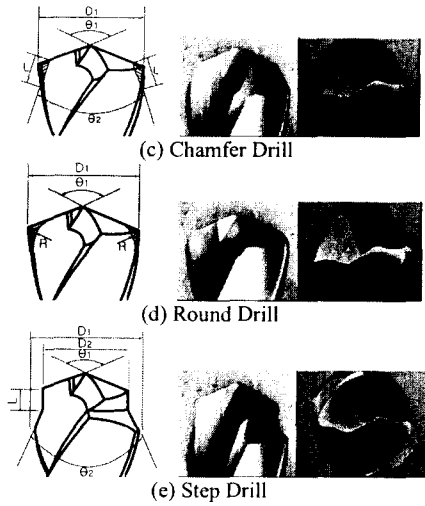 D1
θ1
L
L
θ2
(c) Chamfer Drill
D1
θ1
R
R
(d) Round Drill
D1
D2
θ1
L
θ2
(e) Step Drill